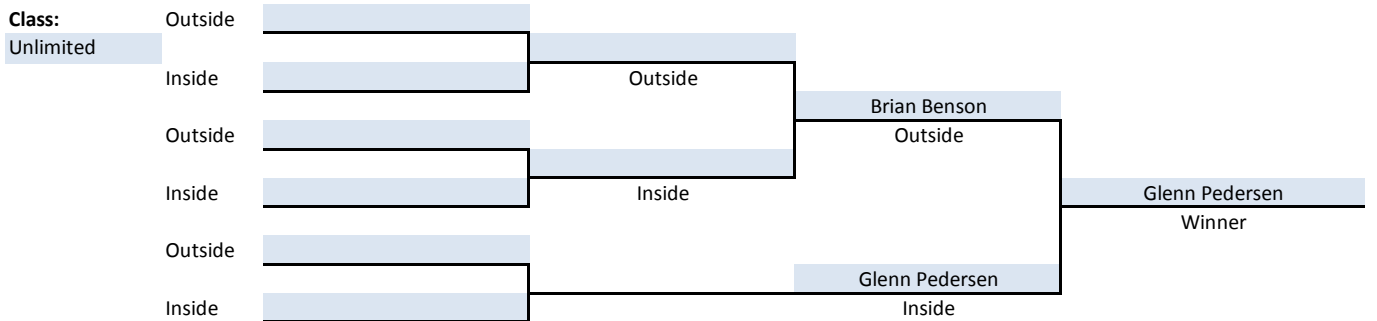 Class:
Outside
Unlimited
Inside
Outside
Brian Benson
Outside
Outside
Inside
Inside
Glenn Pedersen
Winner
Outside
Glenn Pedersen
Inside
Inside